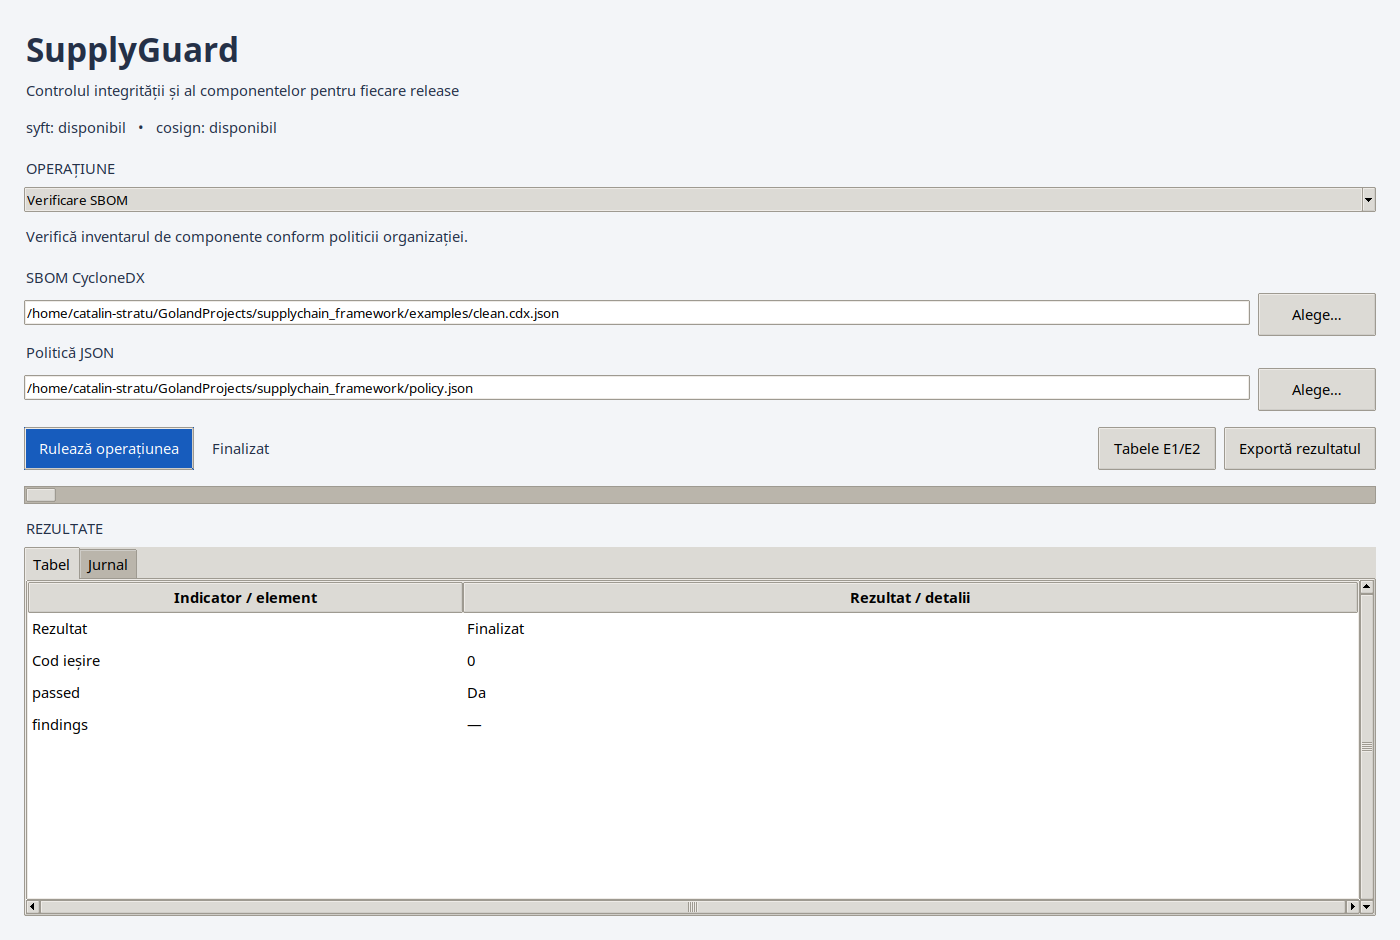 SupplyGuard
Controlul integrității și al componentelor pentru fiecare release
syft: disponibil • cosign: disponibil
OPERAȚIUNE
Verificare SBOM
Verifică inventarul de componente conform politicii organizației.
SBOM CycloneDX
/home/catalin-stratu/GolandProjects/supplychain_framework/examples/clean.cdx.json
Alege...
Politică JSON
/home/catalin-stratu/GolandProjects/supplychain_framework/policy.json
Alege...
Rulează operațiunea Finalizat Tabele E1/E2 Exportă rezultatul
REZULTATE
Tabel Jurnal
Indicator / element Rezultat / detalii
Rezultat Finalizat
Cod ieșire 0
passed Da
findings —